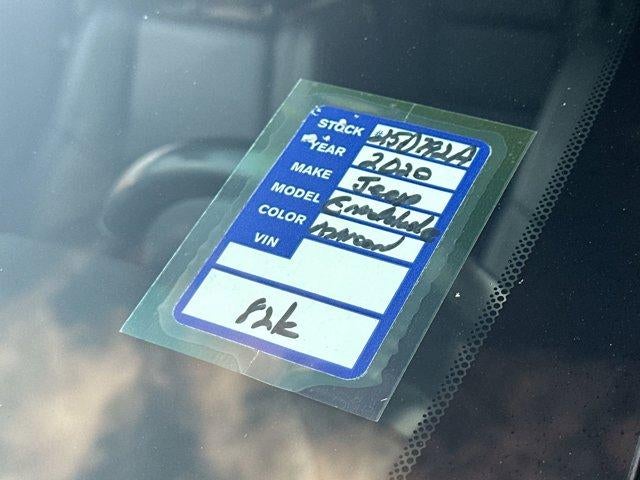 STOCK
YEAR 2020
MAKE Jeep
MODEL
COLOR
VIN
82k